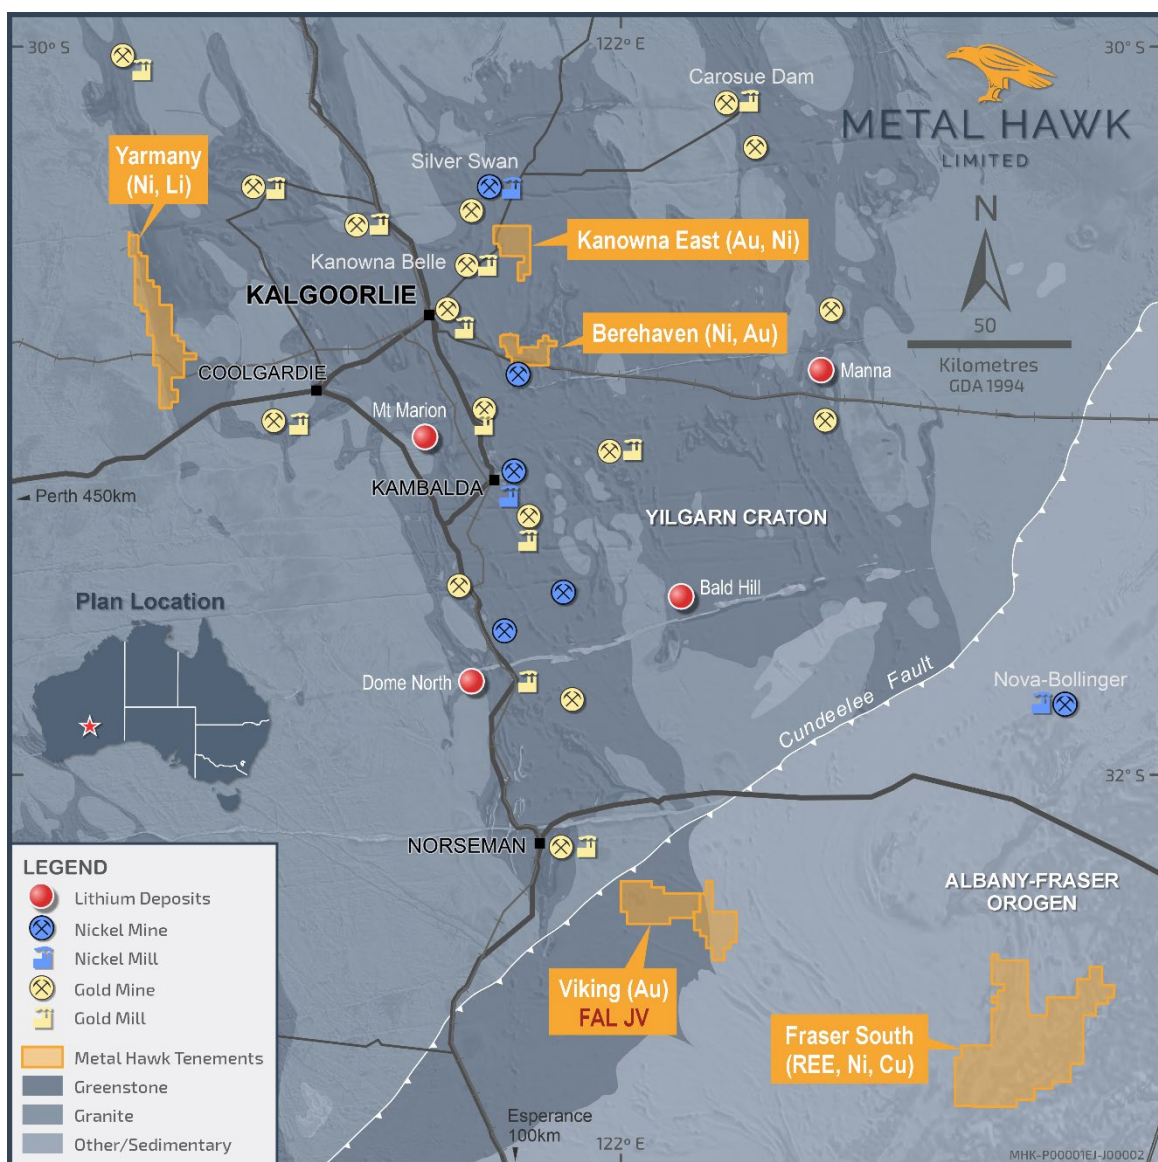 30° S
122° E
30° S
Carosue Dam
METAL HAWK
LIMITED
Yarmany
(Ni, Li)
Silver Swan
N
Kanowna East (Au, Ni)
Kanowna Belle
KALGOORLIE
50
Kilometres
GDA 1994
Berehaven (Ni, Au)
COOLGARDIE
Manna
Mt Marion
KAMBALDA
Perth 450km
YILGARN CRATON
Bald Hill
Plan Location
Dome North
Cundeelee Fault
Nova-Bollinger
32° S
NORSEMAN
ALBANY-FRASER
OROGEN
LEGEND
Lithium Deposits
Nickel Mine
Nickel Mill
Gold Mine
Gold Mill
Metal Hawk Tenements
Greenstone
Granite
Other/Sedimentary
Viking (Au)
FAL JV
Fraser South
(REE, Ni, Cu)
Esperance
100km
122° E
MHK-P00001EJ-J00002